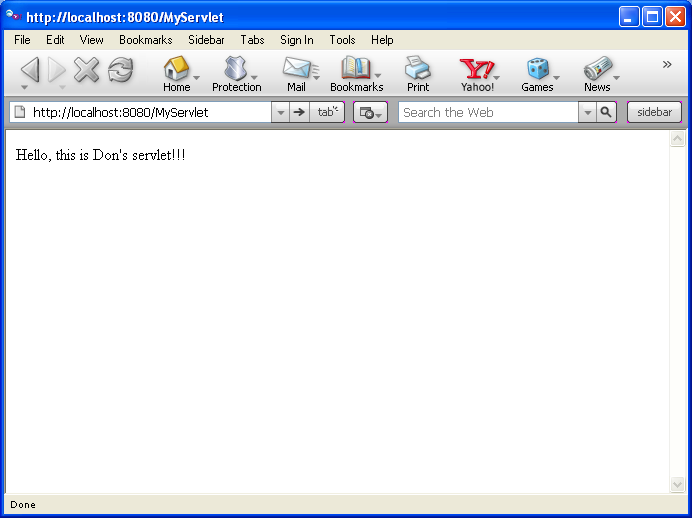 http://localhost:8080/MyServlet
File Edit View Bookmarks Sidebar Tabs Sign In Tools Help
Y!
Home Protection Mail Bookmarks Print Yahoo! Games News »
http://localhost:8080/MyServlet tab Search the Web sidebar
Hello, this is Don's servlet!!!
Done